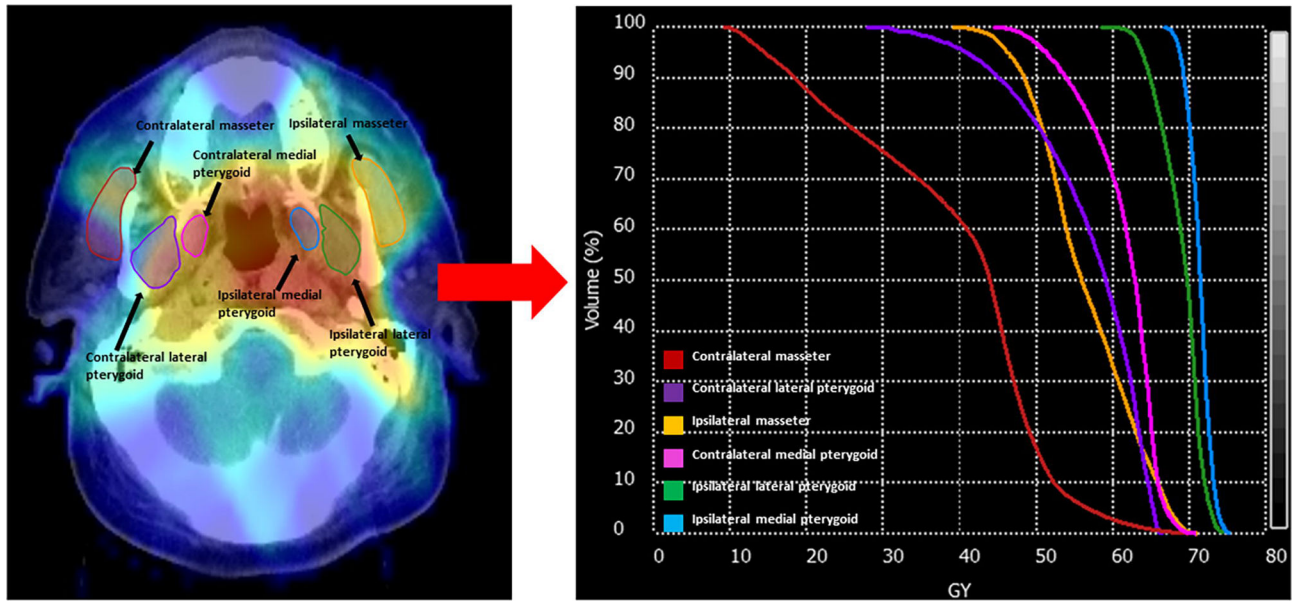 Contralateral masseter
Ipsilateral masseter
Contralateral medial
pterygoid
Ipsilateral medial
pterygoid
Ipsilateral lateral
pterygoid
Contralateral lateral
pterygoid
100
90
80
70
60
50
40
30
20
10
0
Volume (%)
Contralateral masseter
Contralateral lateral pterygoid
Ipsilateral masseter
Contralateral medial pterygoid
Ipsilateral lateral pterygoid
Ipsilateral medial pterygoid
0 10 20 30 40 50 60 70 80
GY